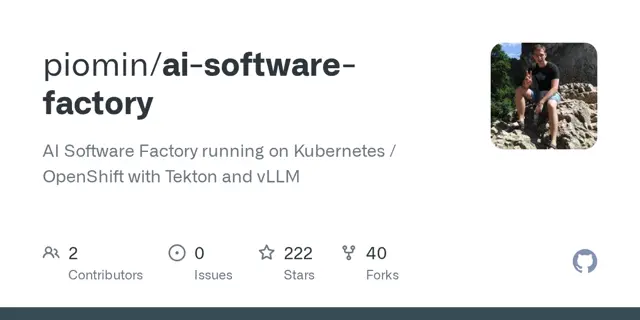 piomin/ai-software-
factory
AI Software Factory running on Kubernetes /
OpenShift with Tekton and vLLM
2
Contributors
0
Issues
222
Stars
40
Forks